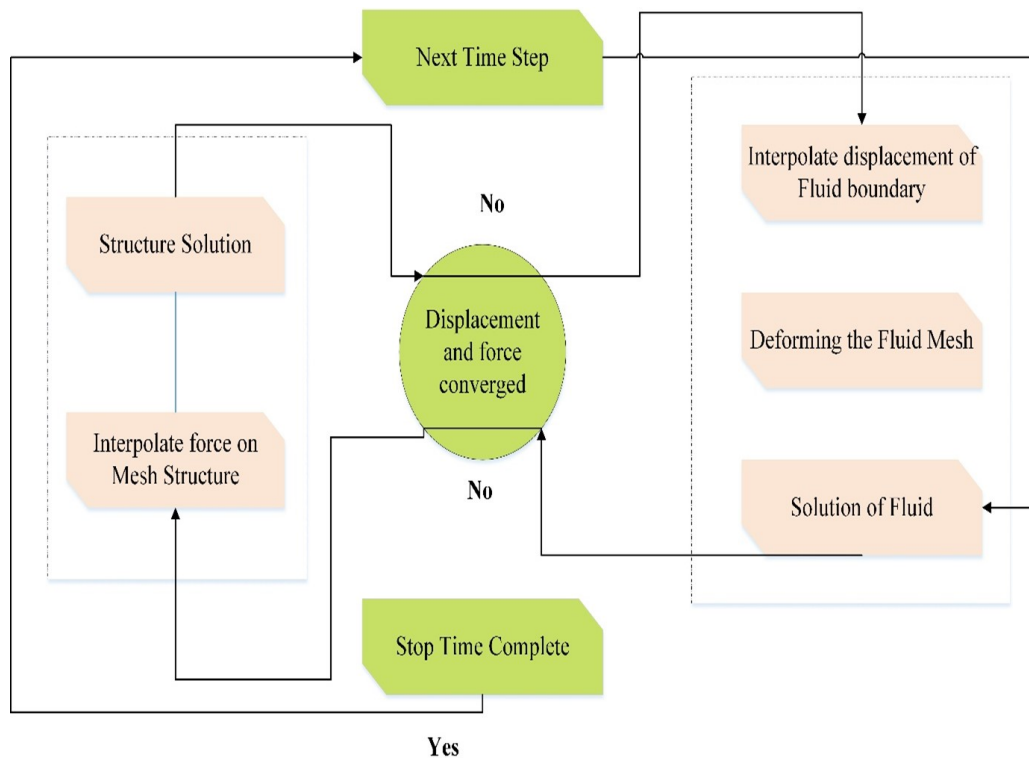 Next Time Step
Interpolate displacement of
Fluid boundary
No
Structure Solution
Displacement
and force
converged
Deforming the Fluid Mesh
Interpolate force on
Mesh Structure
No
Solution of Fluid
Stop Time Complete
Yes